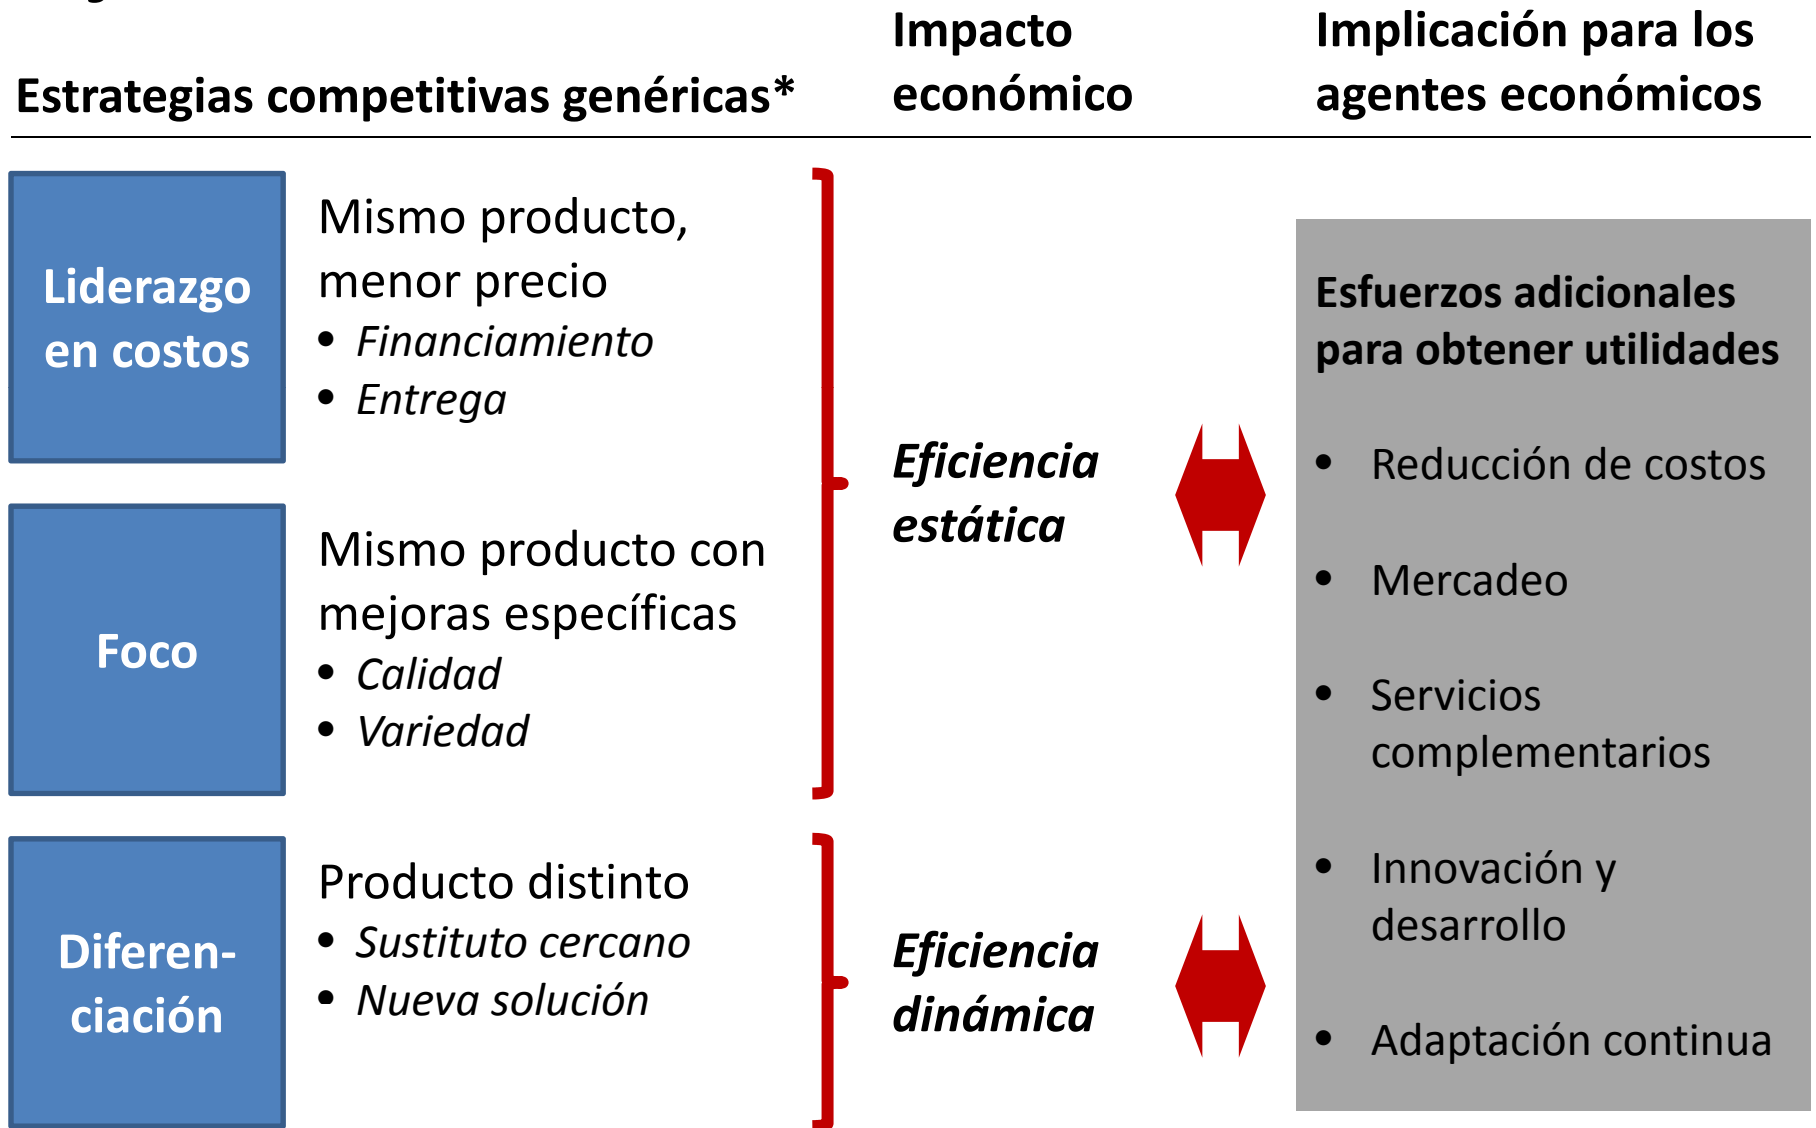 Estrategias competitivas genéricas*
Impacto
económico
Implicación para los
agentes económicos
Liderazgo
en costos
Mismo producto,
menor precio
• Financiamiento
• Entrega
Foco
Mismo producto con
mejoras específicas
• Calidad
• Variedad
Eficiencia
estática
Diferen-
ciación
Producto distinto
• Sustituto cercano
• Nueva solución
Eficiencia
dinámica
Esfuerzos adicionales
para obtener utilidades
• Reducción de costos
• Mercadeo
• Servicios
complementarios
• Innovación y
desarrollo
• Adaptación continua